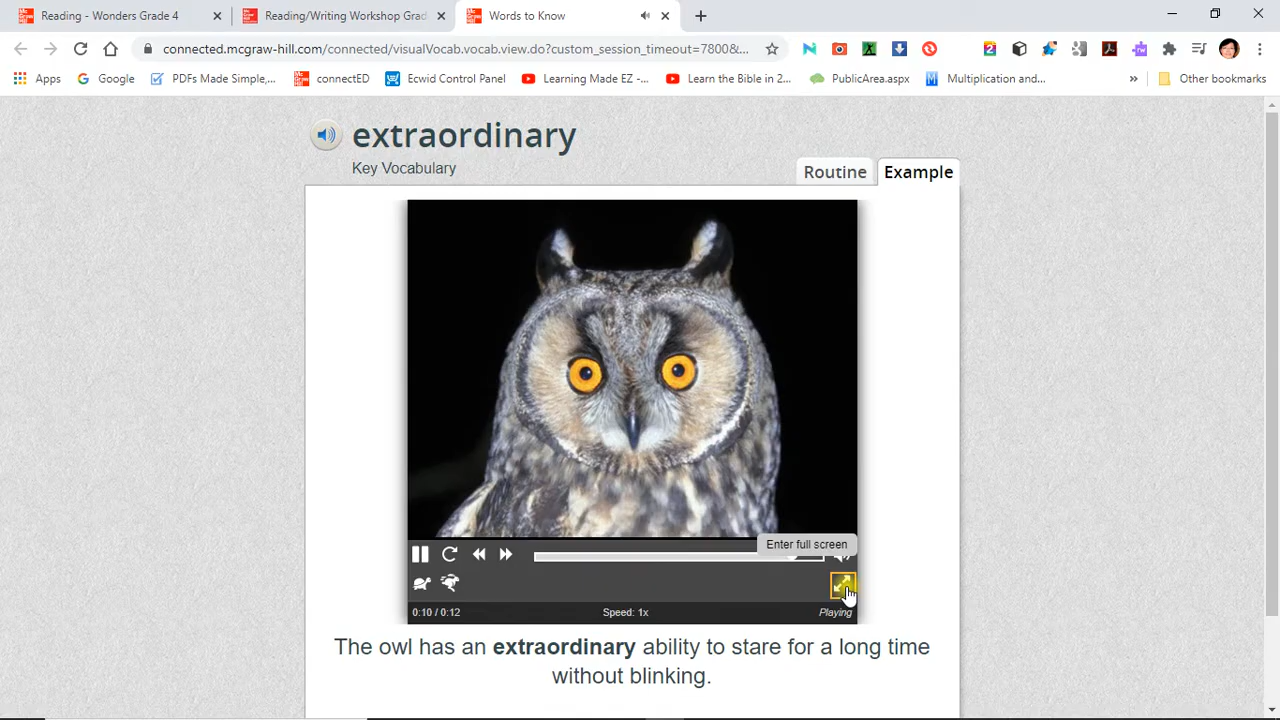 Reading - Wonders Grade 4
Reading/Writing Workshop Grad
Words to Know
connected.mcgraw-hill.com/connected/visualVocab.vocab.view.do?custom_session_timeout=7800&...
Apps
Google
PDFs Made Simple,...
connectED
Ecwid Control Panel
Learning Made EZ -...
Learn the Bible in 2...
PublicArea.aspx
Multiplication and...
»
Other bookmarks
extraordinary
Key Vocabulary
Routine
Example
Enter full screen
0:10 / 0:12
Speed: 1x
Playing
The owl has an extraordinary ability to stare for a long time
without blinking.